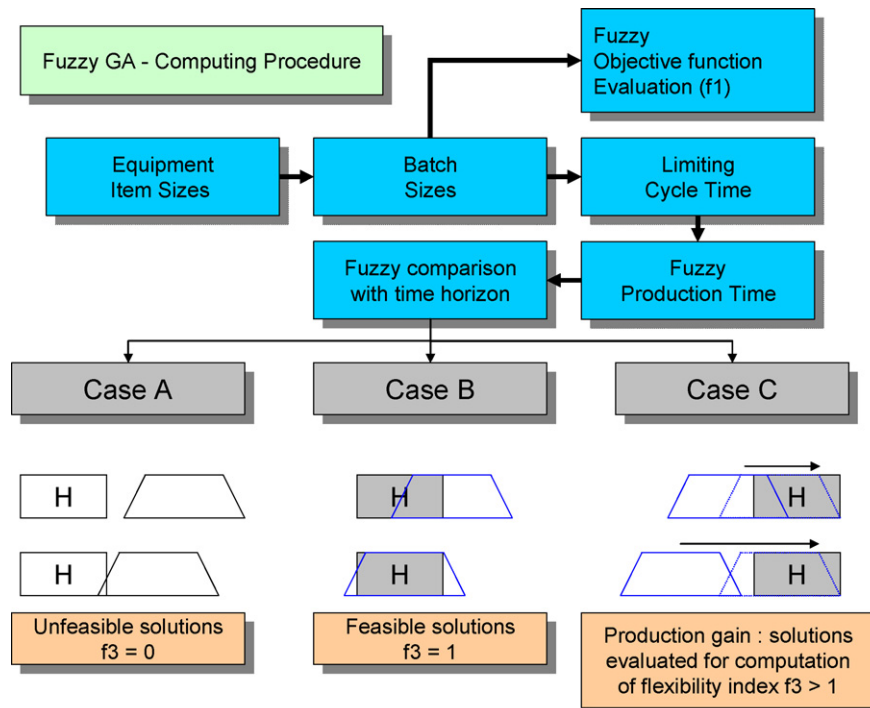 Fuzzy GA - Computing Procedure
Fuzzy
Objective function
Evaluation (f1)
Equipment
Item Sizes
Batch
Sizes
Limiting
Cycle Time
Fuzzy comparison
with time horizon
Fuzzy
Production Time
Case A
Case B
Case C
H
H
H
H
H
H
Unfeasible solutions
f3 = 0
Feasible solutions
f3 = 1
Production gain : solutions
evaluated for computation
of flexibility index f3 > 1